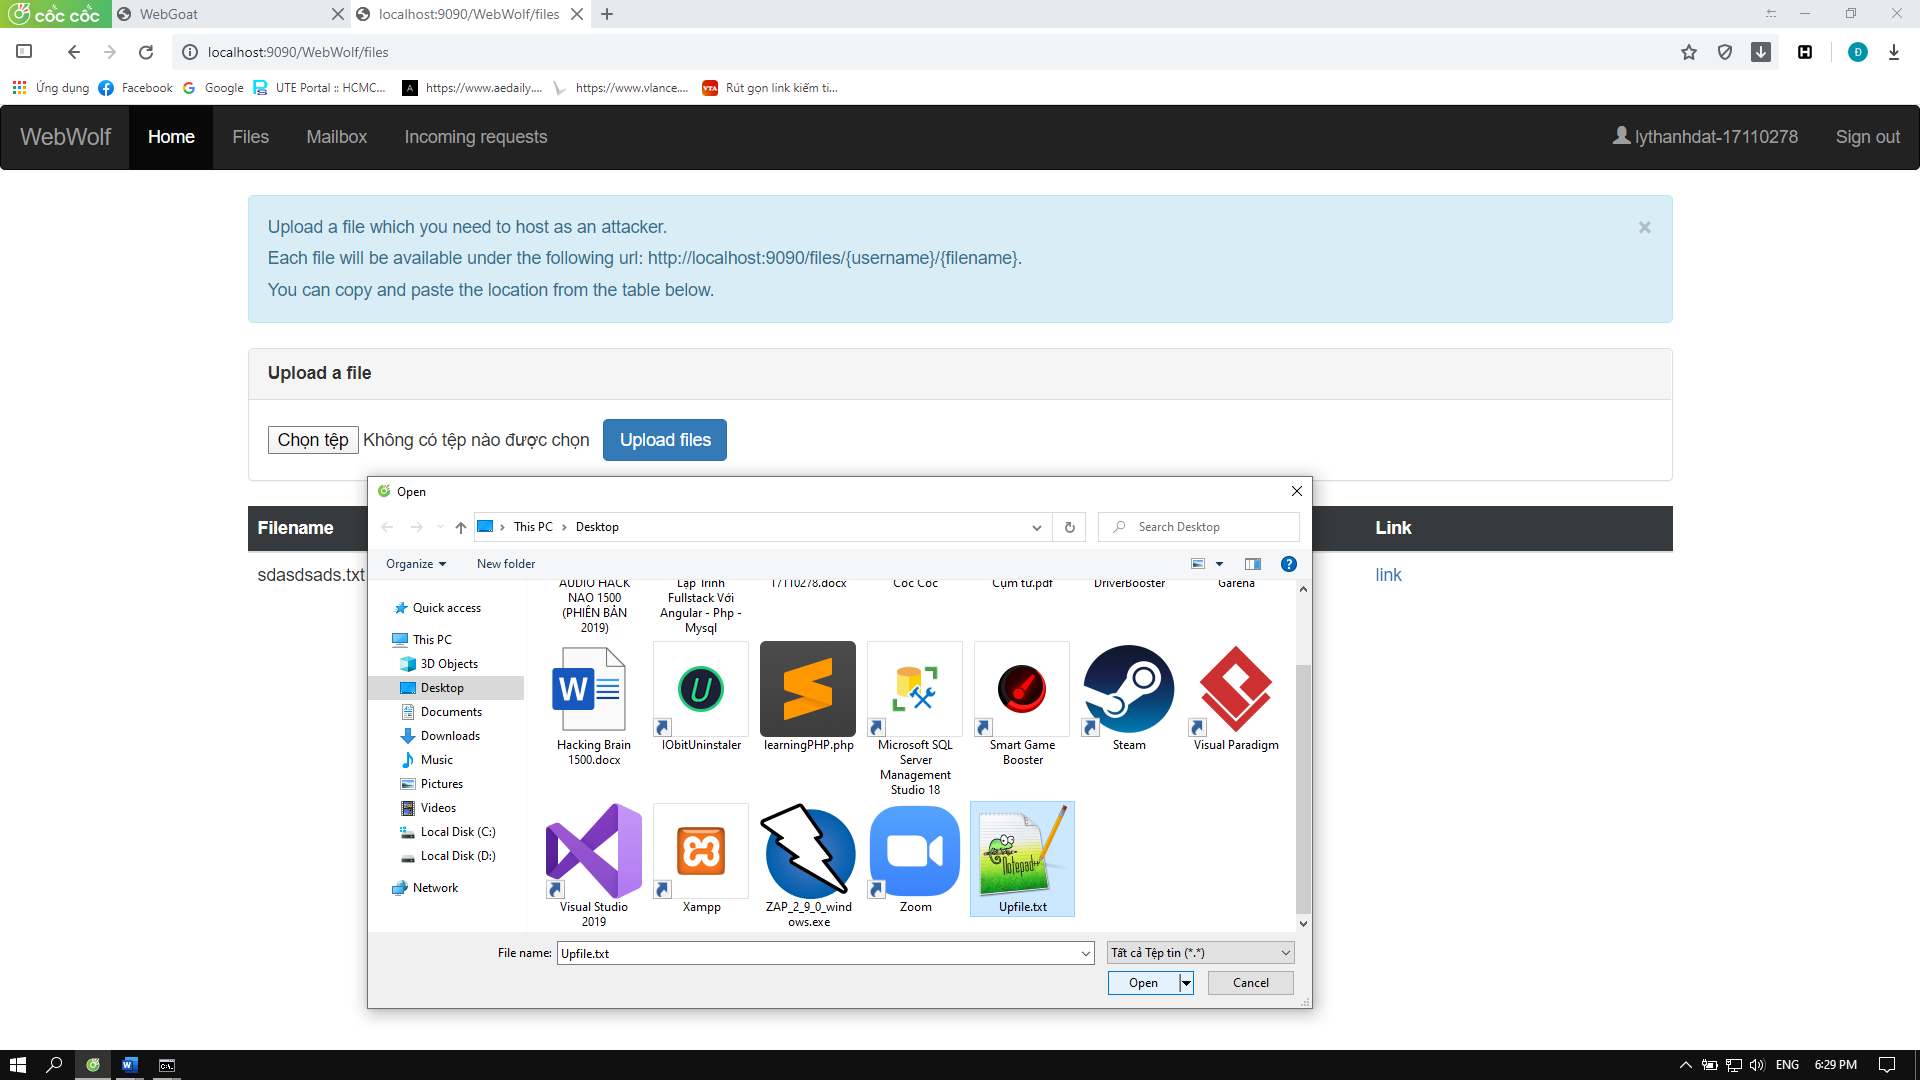 cốc cốc
WebGoat
localhost:9090/WebWolf/files
localhost:9090/WebWolf/files
Đ
Ứng dụng
Facebook
Google
UTE Portal :: HCMC...
https://www.aedaily....
https://www.vlance....
Rút gọn link kiếm ti...
WebWolf
Home
Files
Mailbox
Incoming requests
lythanhdat-17110278
Sign out
Upload a file which you need to host as an attacker.
Each file will be available under the following url: http://localhost:9090/files/{username}/{filename}.
You can copy and paste the location from the table below.
Upload a file
Chọn tệp Không có tệp nào được chọn
Upload files
Filename
Link
sdasdsads.txt
link
Open
This PC > Desktop
Search Desktop
Organize
New folder
Quick access
This PC
3D Objects
Desktop
Documents
Downloads
Music
Pictures
Videos
Local Disk (C:)
Local Disk (D:)
Network
AUDIO HACK
NAO 1500
(PHIÊN BẢN
2019)
Lap Trinh
Fullstack Với
Angular - Php -
Mysql
17110278.docx
Cốc Cốc
Cụm từ.pdf
DriverBooster
Garena
Hacking Brain
1500.docx
IObitUninstaler
learningPHP.php
Microsoft SQL
Server
Management
Studio 18
Smart Game
Booster
Steam
Visual Paradigm
Visual Studio
2019
Xampp
ZAP_2_9_0_wind
ows.exe
Zoom
Notepad++
Upfile.txt
File name:
Upfile.txt
Tất cả Tệp tin (*.*)
Open
Cancel
ENG
6:29 PM